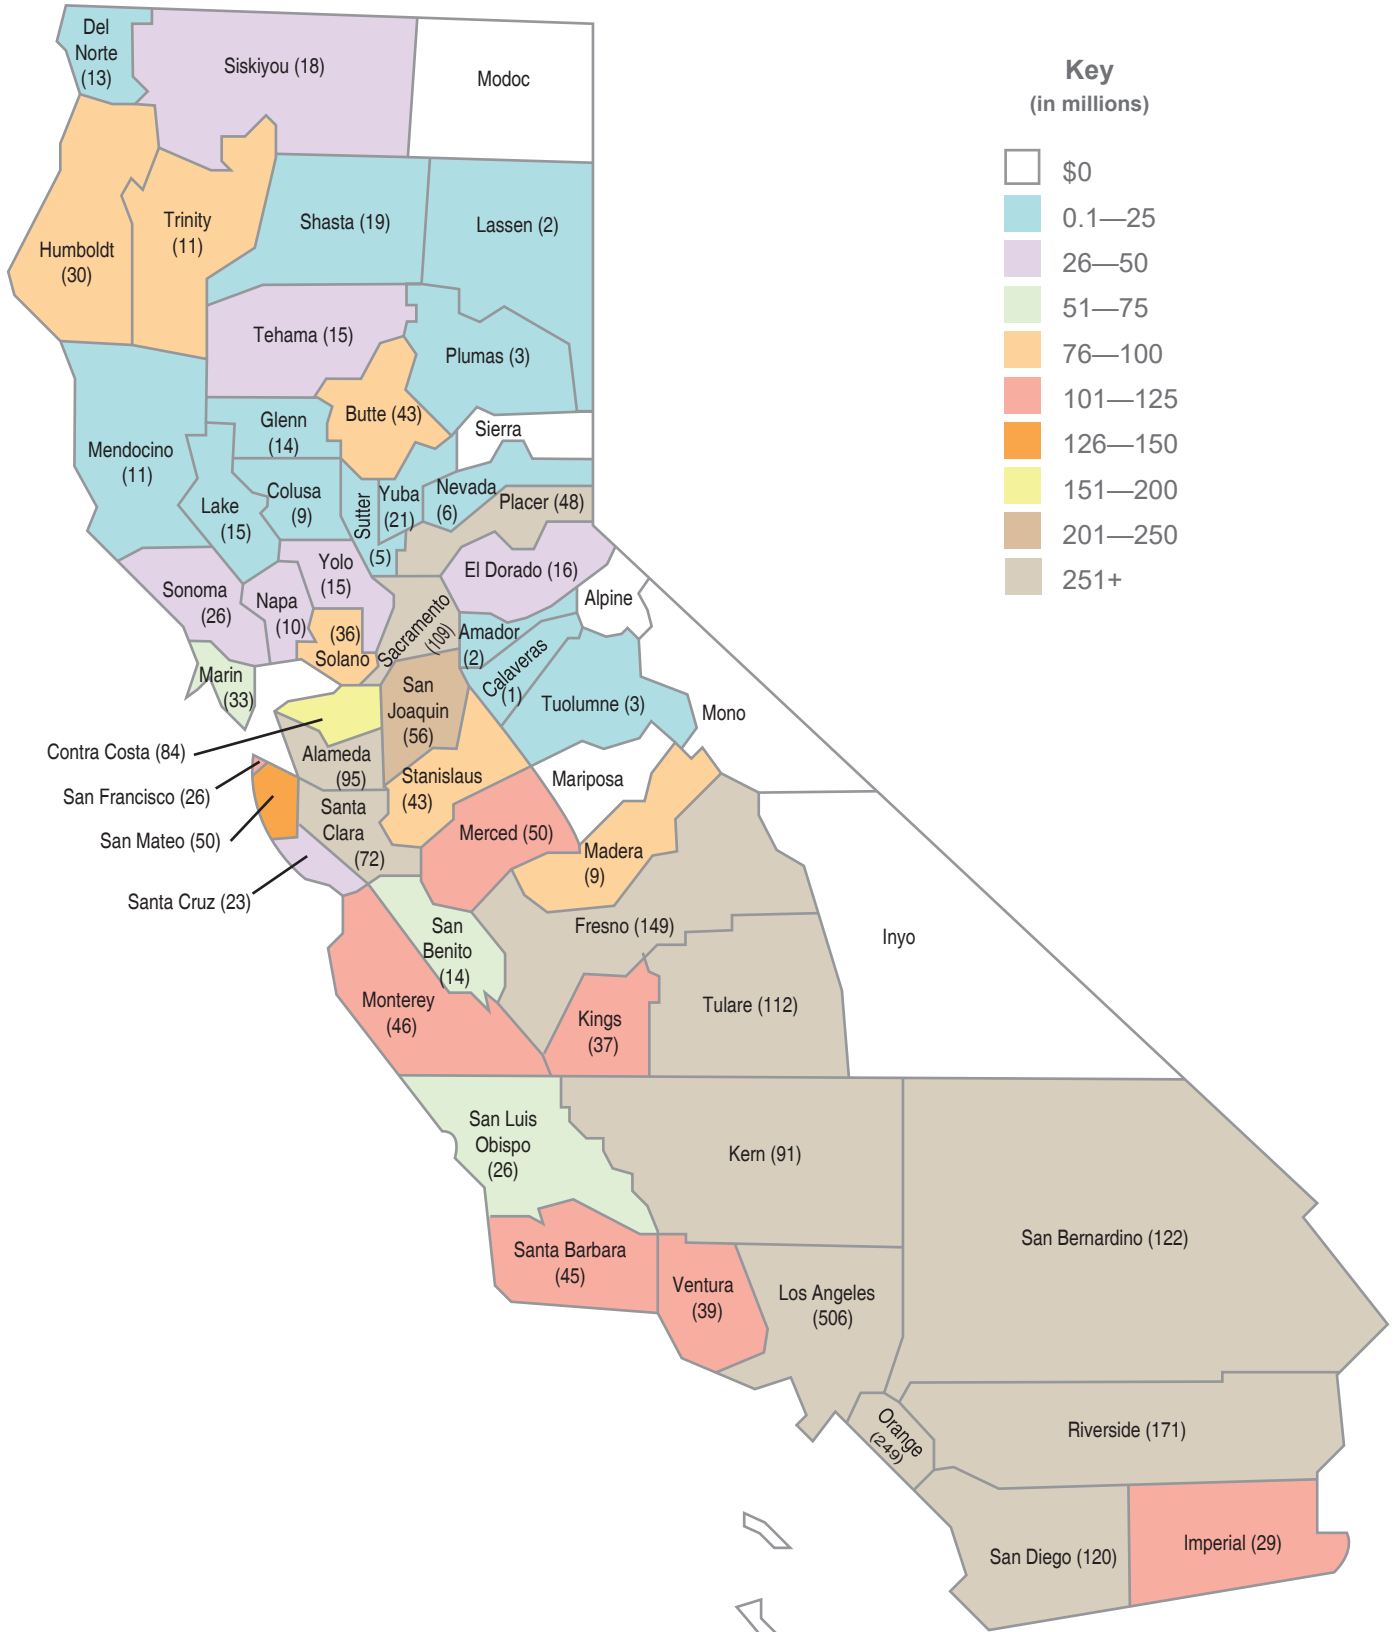 Del
Norte
(13)
Siskiyou (18)
Modoc
Key
(in millions)
$0
0.1—25
26—50
51—75
76—100
101—125
126—150
151—200
201—250
251+
Humboldt
(30)
Trinity
(11)
Shasta (19)
Lassen (2)
Tehama (15)
Plumas (3)
Mendocino
(11)
Glenn
(14)
Butte (43)
Sierra
Lake
(15)
Colusa
(9)
Sutter
(5)
Yuba
(21)
Nevada
(6)
Placer (48)
Sonoma
(26)
Napa
(10)
Yolo
(15)
(36)
Solano
Sacramento
(109)
El Dorado (16)
Alpine
Amador
(2)
Calaveras
(1)
Tuolumne (3)
Mono
Marin
(33)
San
Joaquin
(56)
Contra Costa (84)
Alameda
(95)
Stanislaus
(43)
Mariposa
San Francisco (26)
San Mateo (50)
Santa Cruz (23)
Santa
Clara
(72)
Merced (50)
Madera
(9)
San
Benito
(14)
Fresno (149)
Inyo
Monterey
(46)
Kings
(37)
Tulare (112)
San Luis
Obispo
(26)
Kern (91)
San Bernardino (122)
Santa Barbara
(45)
Ventura
(39)
Los Angeles
(506)
Orange
(249)
Riverside (171)
San Diego (120)
Imperial (29)